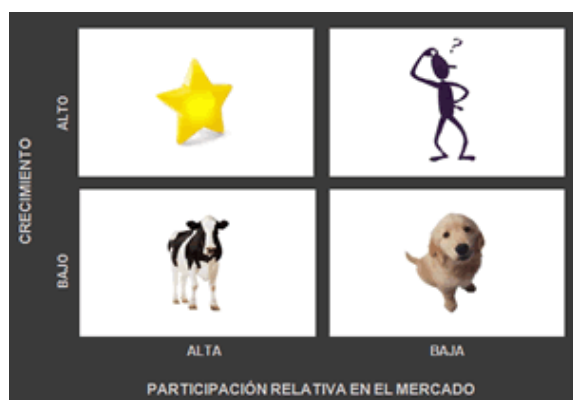 ?
ALTO
CRECIMIENTO
BAJO
ALTA
BAJA
PARTICIPACIÓN RELATIVA EN EL MERCADO